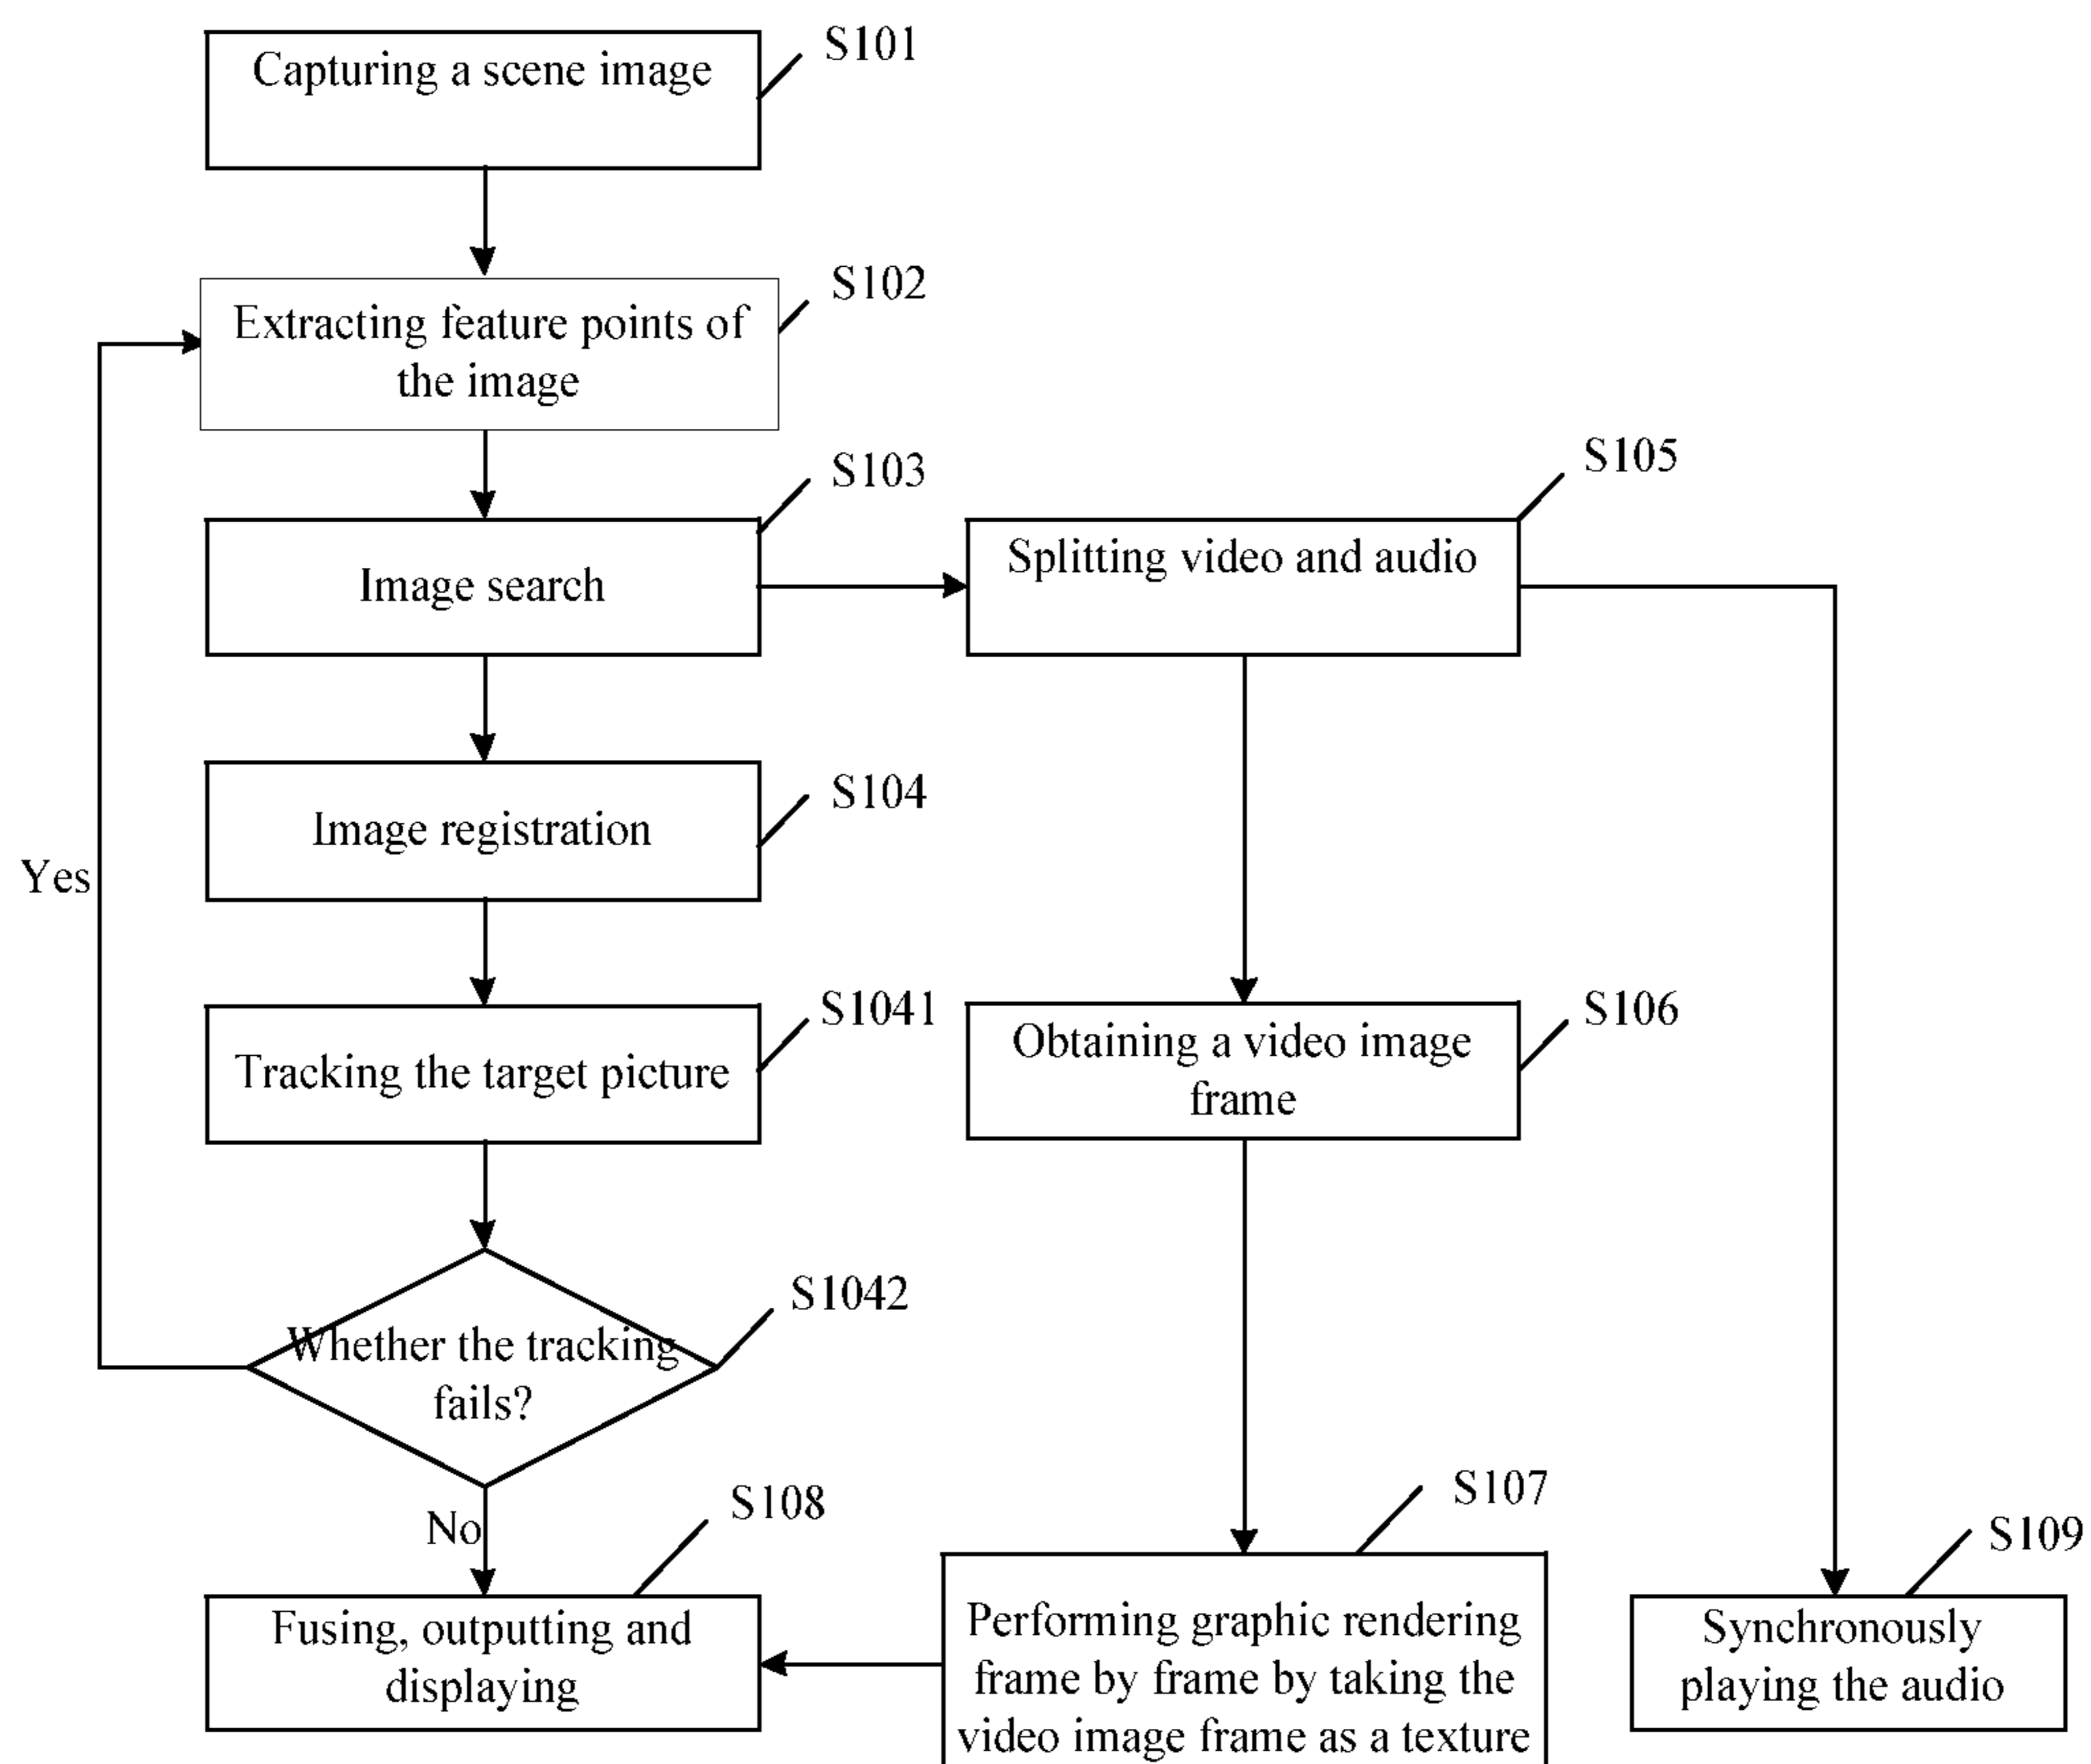 Capturing a scene image
S101
Extracting feature points of
the image
S102
Image search
S103
Splitting video and audio
S105
Image registration
S104
Yes
Tracking the target picture
S1041
Obtaining a video image
frame
S106
Whether the tracking
fails?
S1042
No
Fusing, outputting and
displaying
S108
Performing graphic rendering
frame by frame by taking the
video image frame as a texture
S107
Synchronously
playing the audio
S109